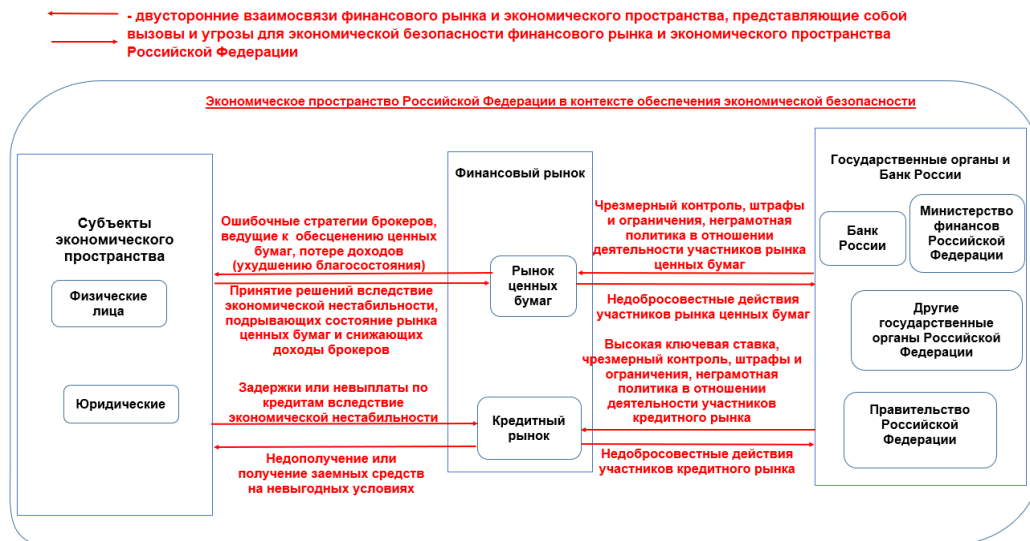 - двусторонние взаимосвязи финансового рынка и экономического пространства, представляющие собой
вызовы и угрозы для экономической безопасности финансового рынка и экономического пространства
Российской Федерации
Экономическое пространство Российской Федерации в контексте обеспечения экономической безопасности
Субъекты
экономического
пространства
Физические
лица
Юридические
Ошибочные стратегии брокеров,
ведущие к обесценению ценных
бумаг, потере доходов
(ухудшению благосостояния)
Принятие решений вследствие
экономической нестабильности,
подрывающих состояние рынка
ценных бумаг и снижающих
доходы брокеров
Задержки или невыплаты по
кредитам вследствие
экономической нестабильности
Недополучение или
получение заемных средств
на невыгодных условиях
Финансовый рынок
Рынок
ценных
бумаг
Кредитный
рынок
Чрезмерный контроль, штрафы
и ограничения, неграмотная
политика в отношении
деятельности участников рынка
ценных бумаг
Недобросовестные действия
участников рынка ценных бумаг
Высокая ключевая ставка,
чрезмерный контроль, штрафы и
ограничения, неграмотная
политика в отношении
деятельности участников
кредитного рынка
Недобросовестные действия
участников кредитного рынка
Государственные органы и
Банк России
Банк
России
Министерство
финансов
Российской
Федерации
Другие
государственные
органы Российской
Федерации
Правительство
Российской
Федерации